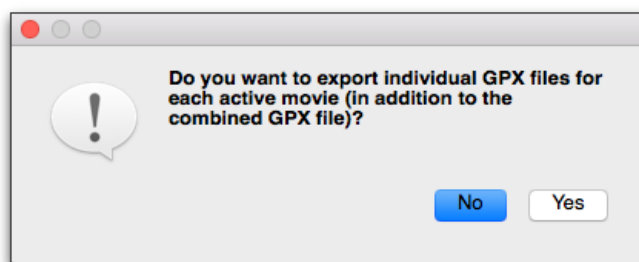 Do you want to export individual GPX files for
each active movie (in addition to the
combined GPX file)?
No Yes